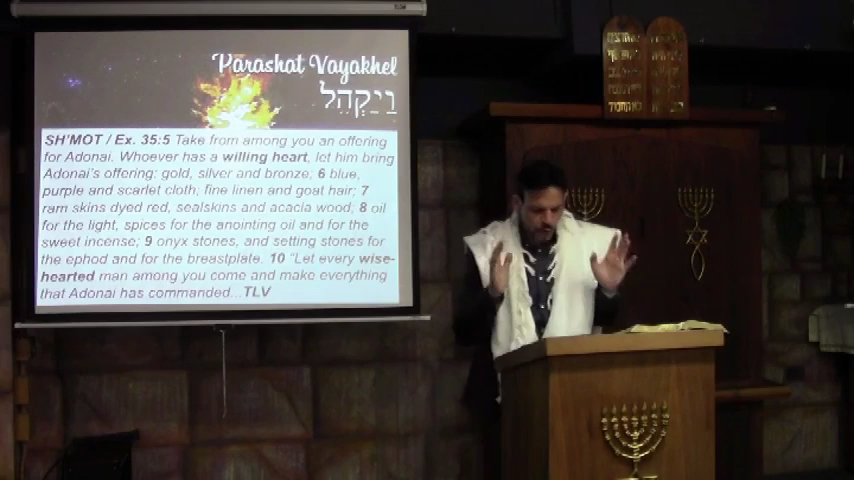 Parashat Vayakhel
וַיַּקְהֵל
SH'MOT / Ex. 35:5 Take from among you an offering
for Adonai. Whoever has a willing heart, let him bring
Adonai's offering: gold, silver and bronze; 6 blue,
purple and scarlet cloth, fine linen and goat hair; 7
ram skins dyed red, sealskins and acacia wood; 8 oil
for the light, spices for the anointing oil and for the
sweet incense; 9 onyx stones, and setting stones for
the ephod and for the breastplate. 10 "Let every wise-
hearted man among you come and make everything
that Adonai has commanded...TLV